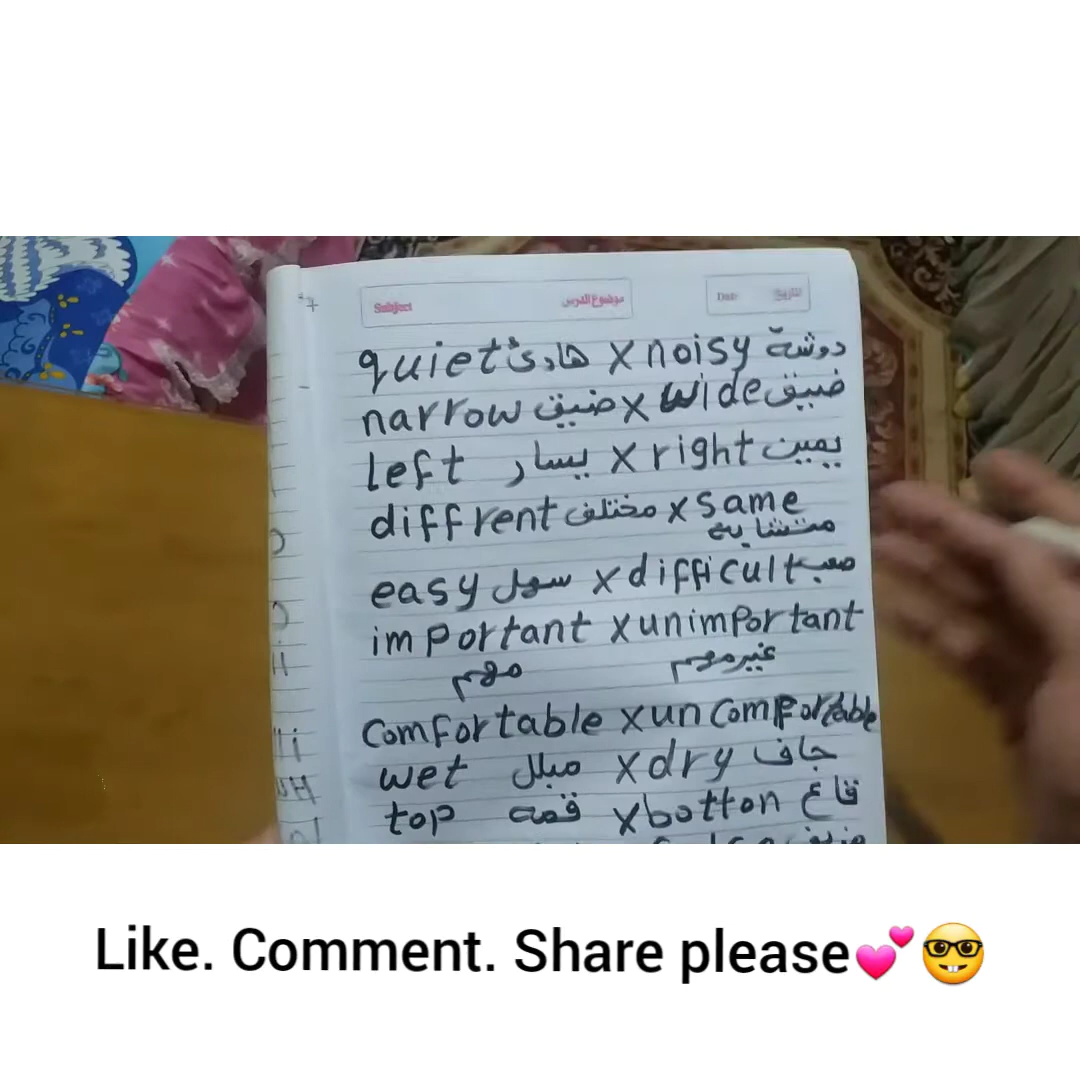 Subject موضوع الدرس Date التاريخ
quiet هادئ x noisy دوشة
narrow ضيق x wide ضيق
left يسار x right يمين
diffrent مختلف x same
متشابه
easy سهل x difficult صعب
important x unimportant
مهم غير مهم
comfortable x uncomfortable
wet مبلل x dry جاف
top قمه x botton قاع
Like. Comment. Share please💕🤓